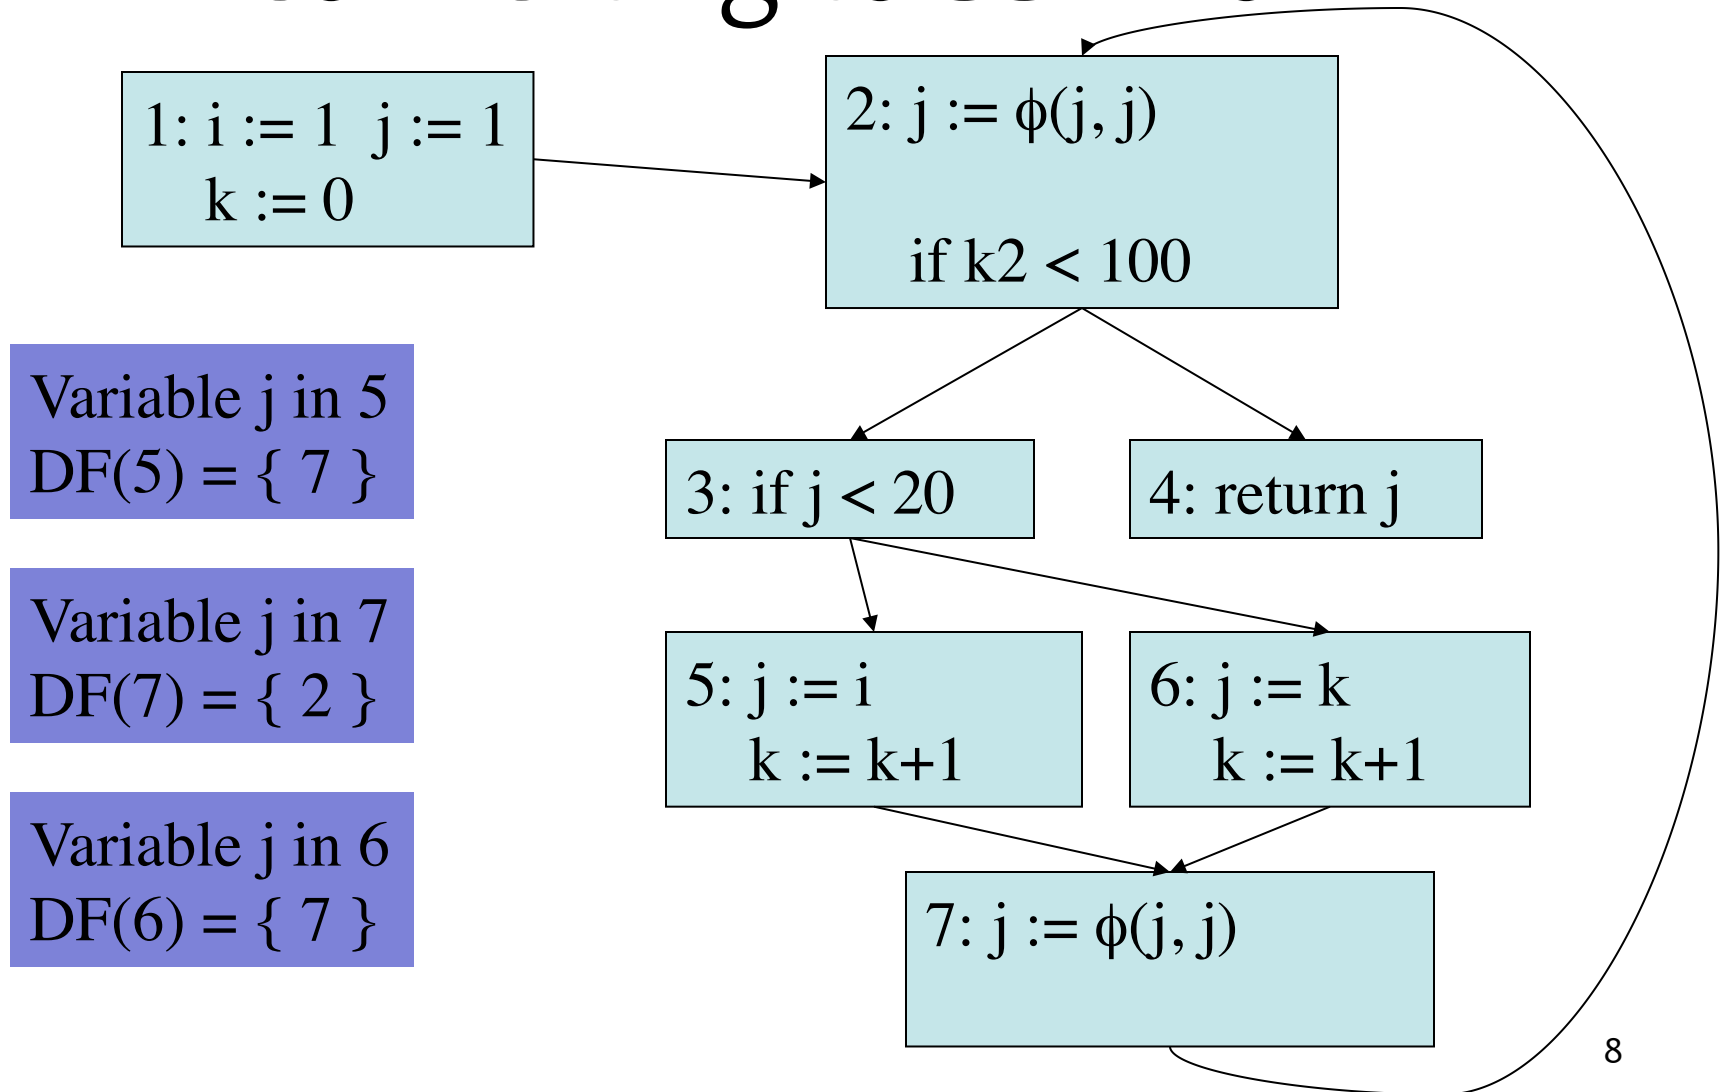 1: i := 1 j := 1
k := 0
2: j := ϕ(j, j)
if k2 < 100
Variable j in 5
DF(5) = { 7 }
3: if j < 20
4: return j
Variable j in 7
DF(7) = { 2 }
5: j := i
k := k+1
6: j := k
k := k+1
Variable j in 6
DF(6) = { 7 }
7: j := ϕ(j, j)
8